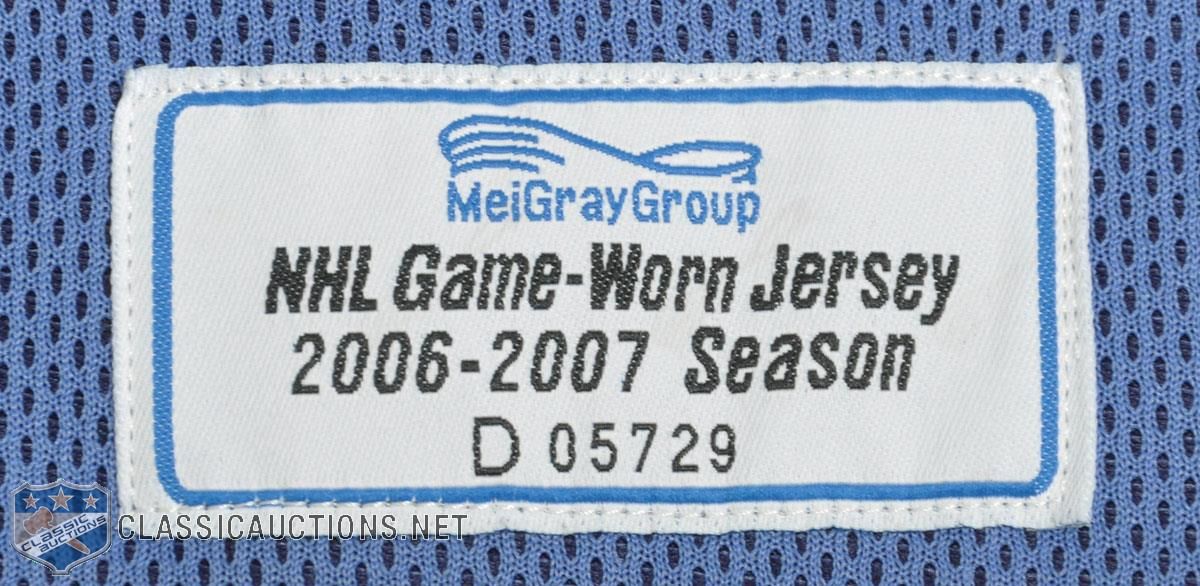 MeiGrayGroup
NHL Game-Worn Jersey
2006-2007 Season
D 05729
CLASSIC AUCTIONS
CLASSICAUCTIONS.NET